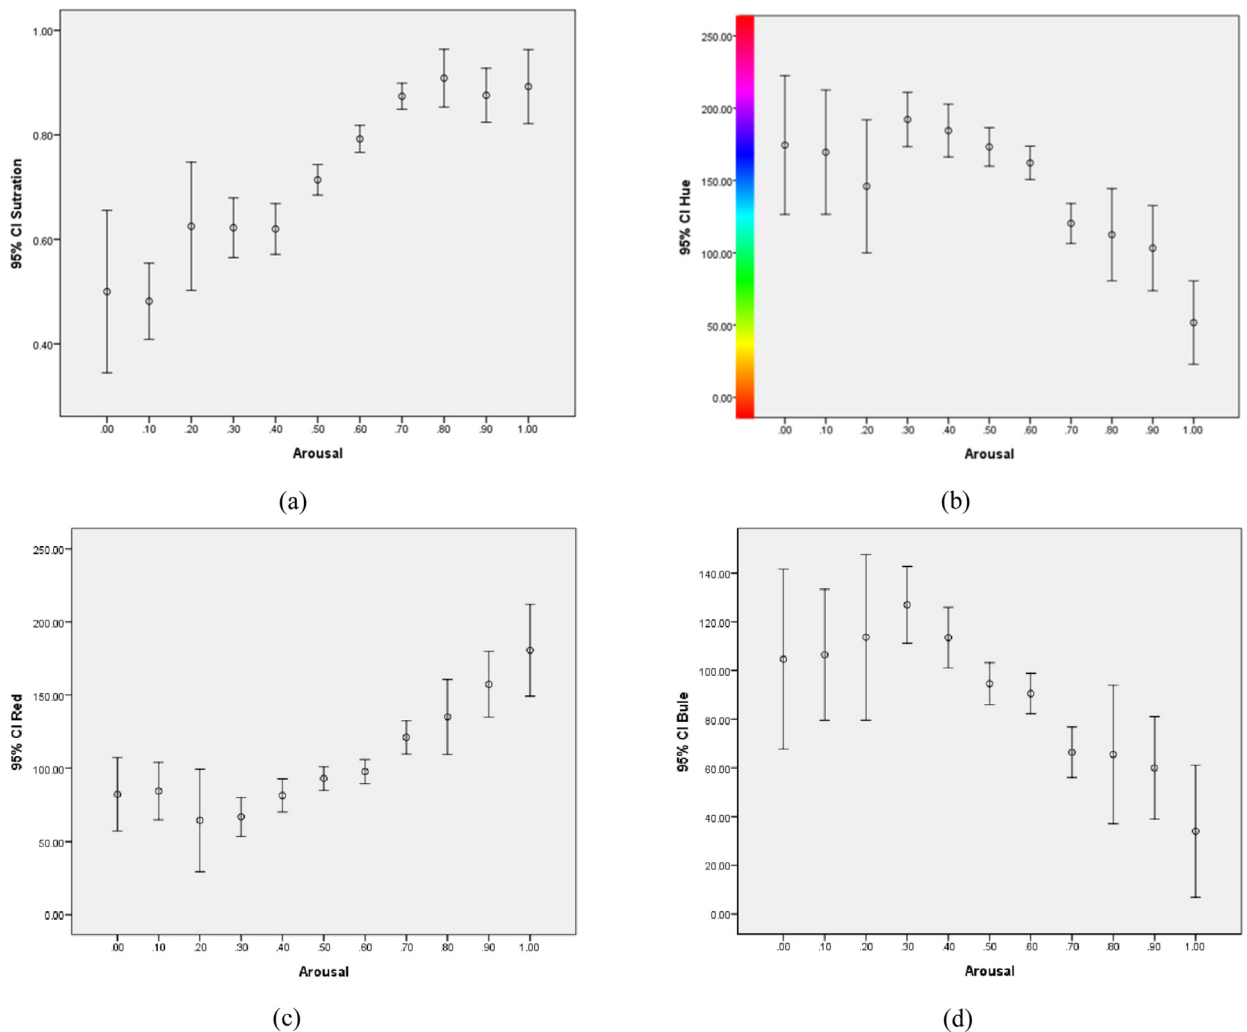 1.00
0.80
0.60
0.40
95% CI Sutration
.00 .10 .20 .30 .40 .50 .60 .70 .80 .90 1.00
Arousal
(a)
250.00
200.00
150.00
100.00
50.00
0.00
95% CI Hue
.00 .10 .20 .30 .40 .50 .60 .70 .80 .90 1.00
Arousal
(b)
250.00
200.00
150.00
100.00
50.00
0.00
95% CI Red
.00 .10 .20 .30 .40 .50 .60 .70 .80 .90 1.00
Arousal
(c)
140.00
120.00
100.00
80.00
60.00
40.00
20.00
0.00
95% CI Bule
.00 .10 .20 .30 .40 .50 .60 .70 .80 .90 1.00
Arousal
(d)